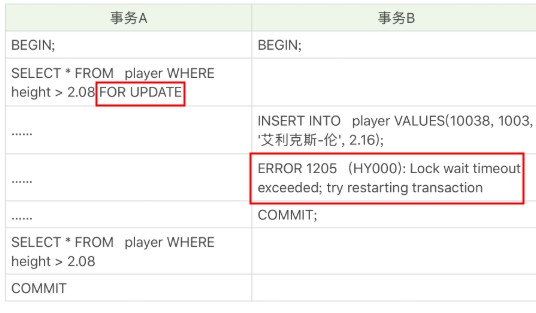 事务A 事务B
BEGIN; BEGIN;
SELECT * FROM player WHERE
height > 2.08 FOR UPDATE
…… INSERT INTO player VALUES(10038, 1003,
'艾利克斯-伦', 2.16);
…… ERROR 1205 (HY000): Lock wait timeout
exceeded; try restarting transaction
…… COMMIT;
SELECT * FROM player WHERE
height > 2.08
COMMIT